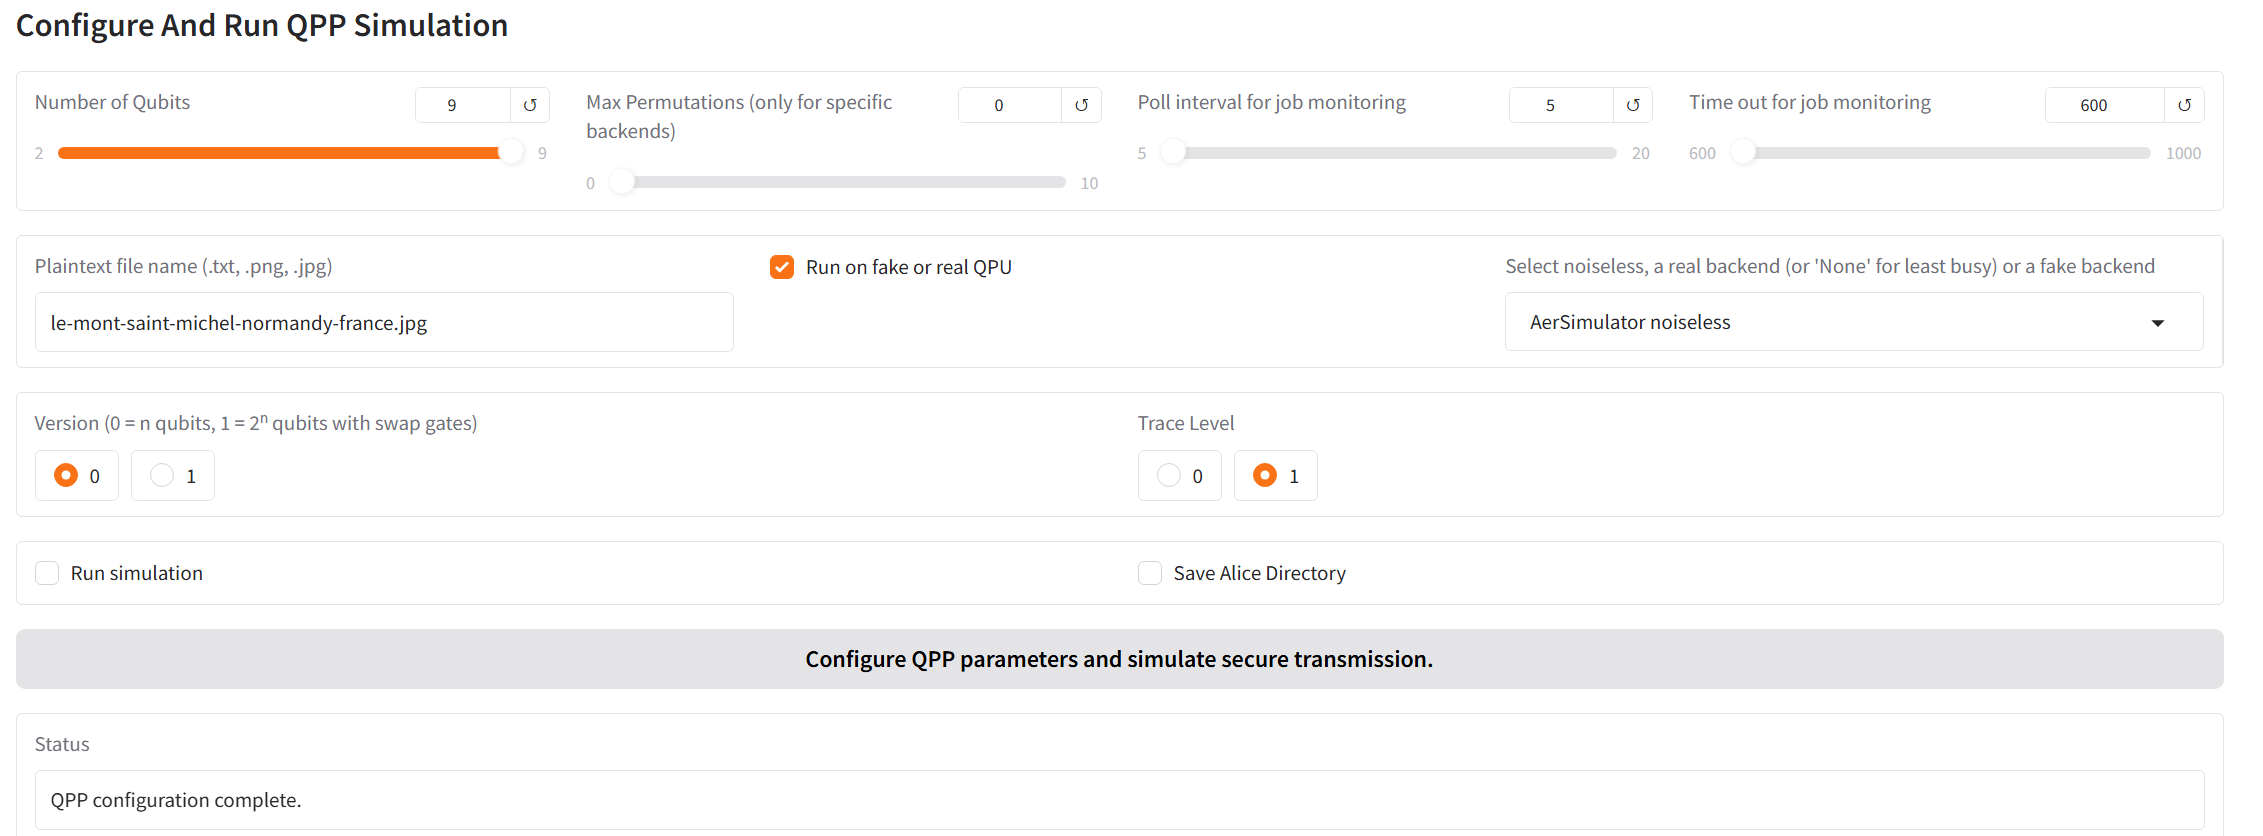 Configure And Run QPP Simulation
Number of Qubits
9
↺
2
9
Max Permutations (only for specific
backends)
0
↺
0
10
Poll interval for job monitoring
5
↺
5
20
Time out for job monitoring
600
↺
600
1000
Plaintext file name (.txt, .png, .jpg)
le-mont-saint-michel-normandy-france.jpg
Run on fake or real QPU
Select noiseless, a real backend (or 'None' for least busy) or a fake backend
AerSimulator noiseless
Version (0 = n qubits, 1 = 2ⁿ qubits with swap gates)
0
1
Trace Level
0
1
Run simulation
Save Alice Directory
Configure QPP parameters and simulate secure transmission.
Status
QPP configuration complete.